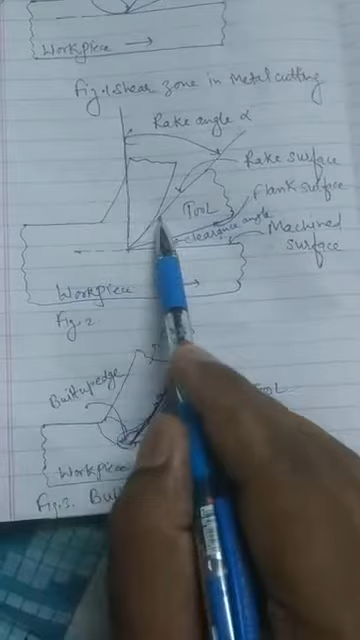 Workpiece
Fig. 1. Shear Zone in Metal cutting
Rake angle α
Rake surface
Flank surface
Tool
clearance angle
Machined
surface
Workpiece
Fig. 2.
Built up edge
Tool
Workpiece
Fig. 3. Bu